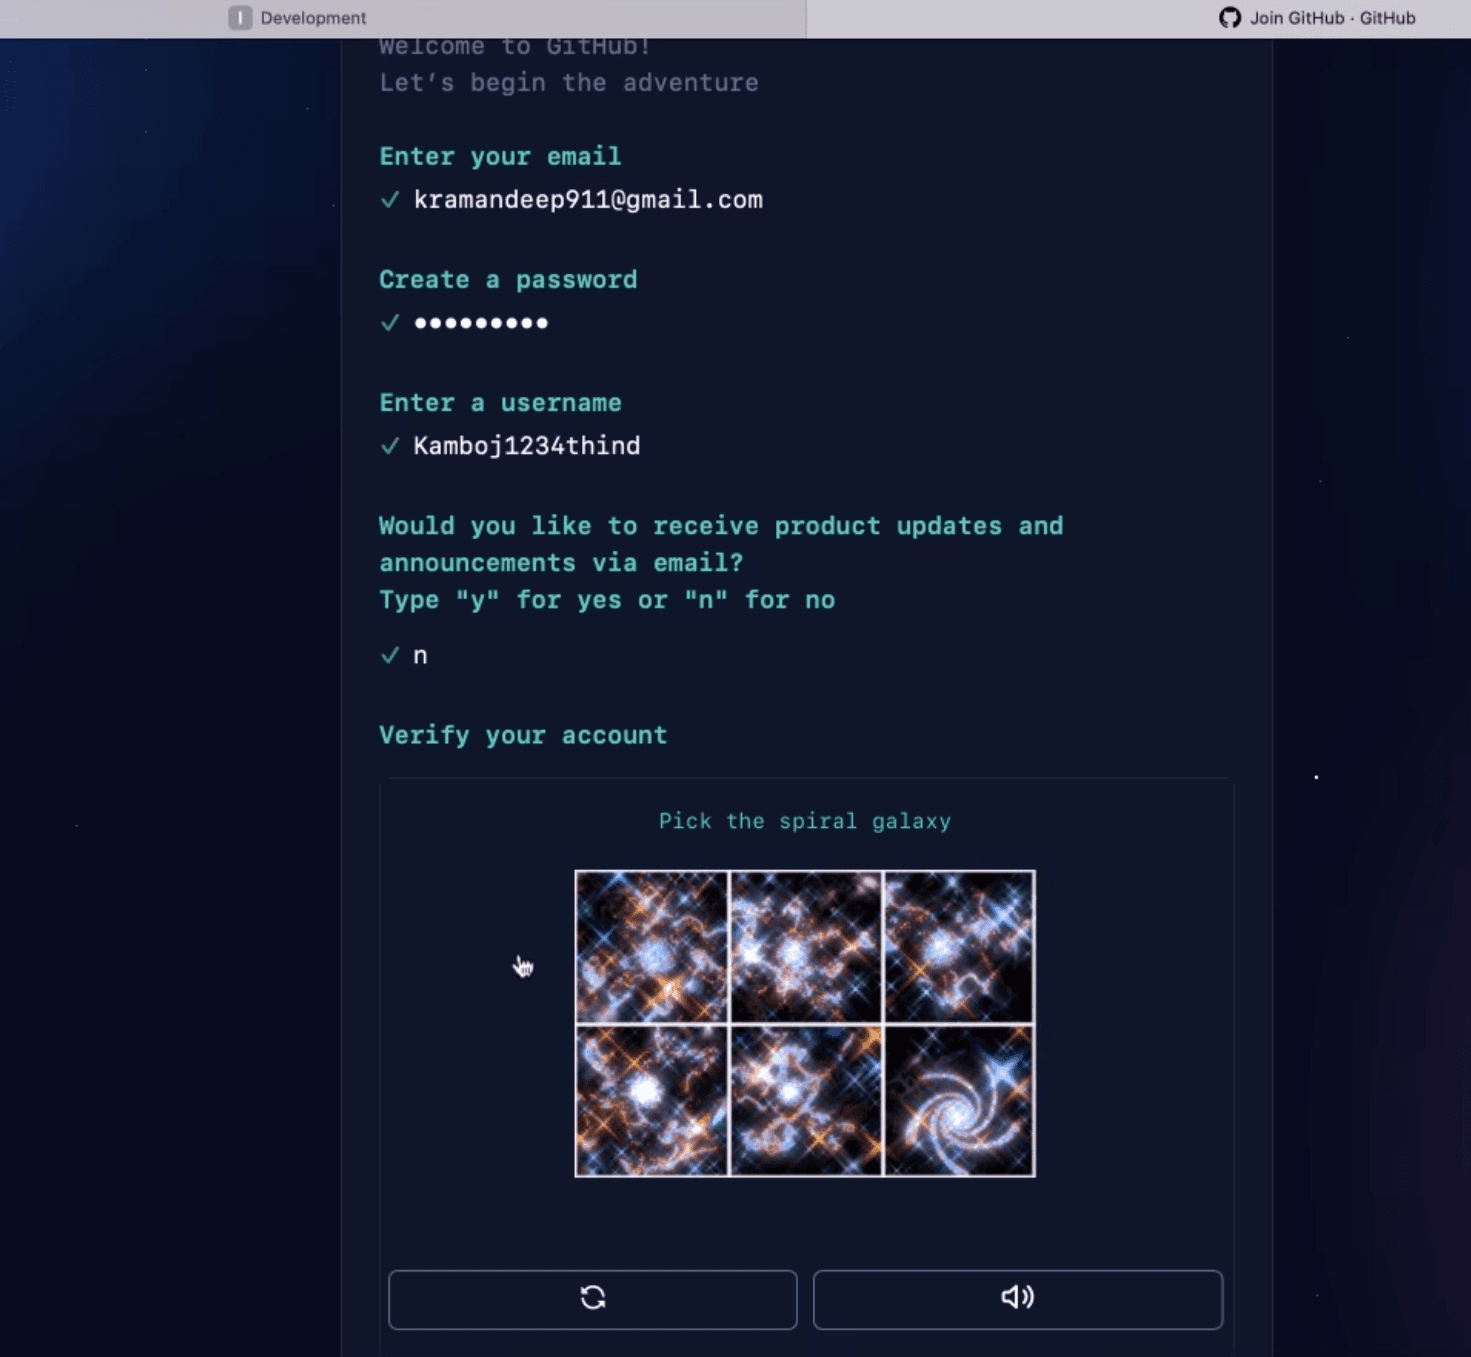 I Development
Join GitHub · GitHub
Welcome to GitHub!
Let’s begin the adventure
Enter your email
✓ kramandeep911@gmail.com
Create a password
✓ •••••••••
Enter a username
✓ Kamboj1234thind
Would you like to receive product updates and
announcements via email?
Type "y" for yes or "n" for no
✓ n
Verify your account
Pick the spiral galaxy